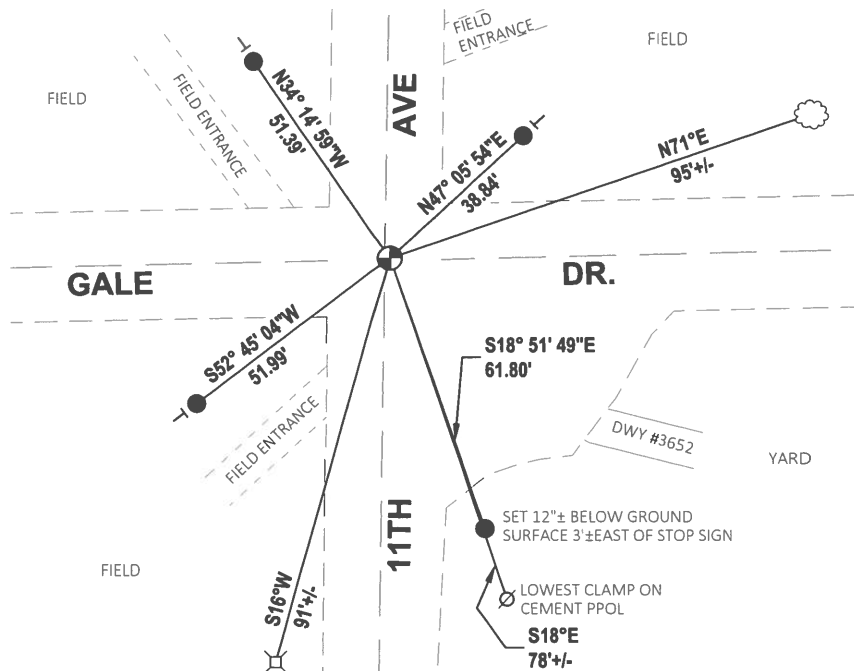 FIELD
ENTRANCE
FIELD
FIELD
FIELD ENTRANCE
N34° 14' 59"W
51.39'
AVE
N47° 05' 54"E
38.84'
N71°E
95'+/-
GALE
DR.
S52° 45' 04"W
51.99'
S18° 51' 49"E
61.80'
FIELD ENTRANCE
DWY #3652
YARD
11TH
SET 12"± BELOW GROUND
SURFACE 3'±EAST OF STOP SIGN
FIELD
S16°W
91'+/-
LOWEST CLAMP ON
CEMENT PPOL
S18°E
78'+/-